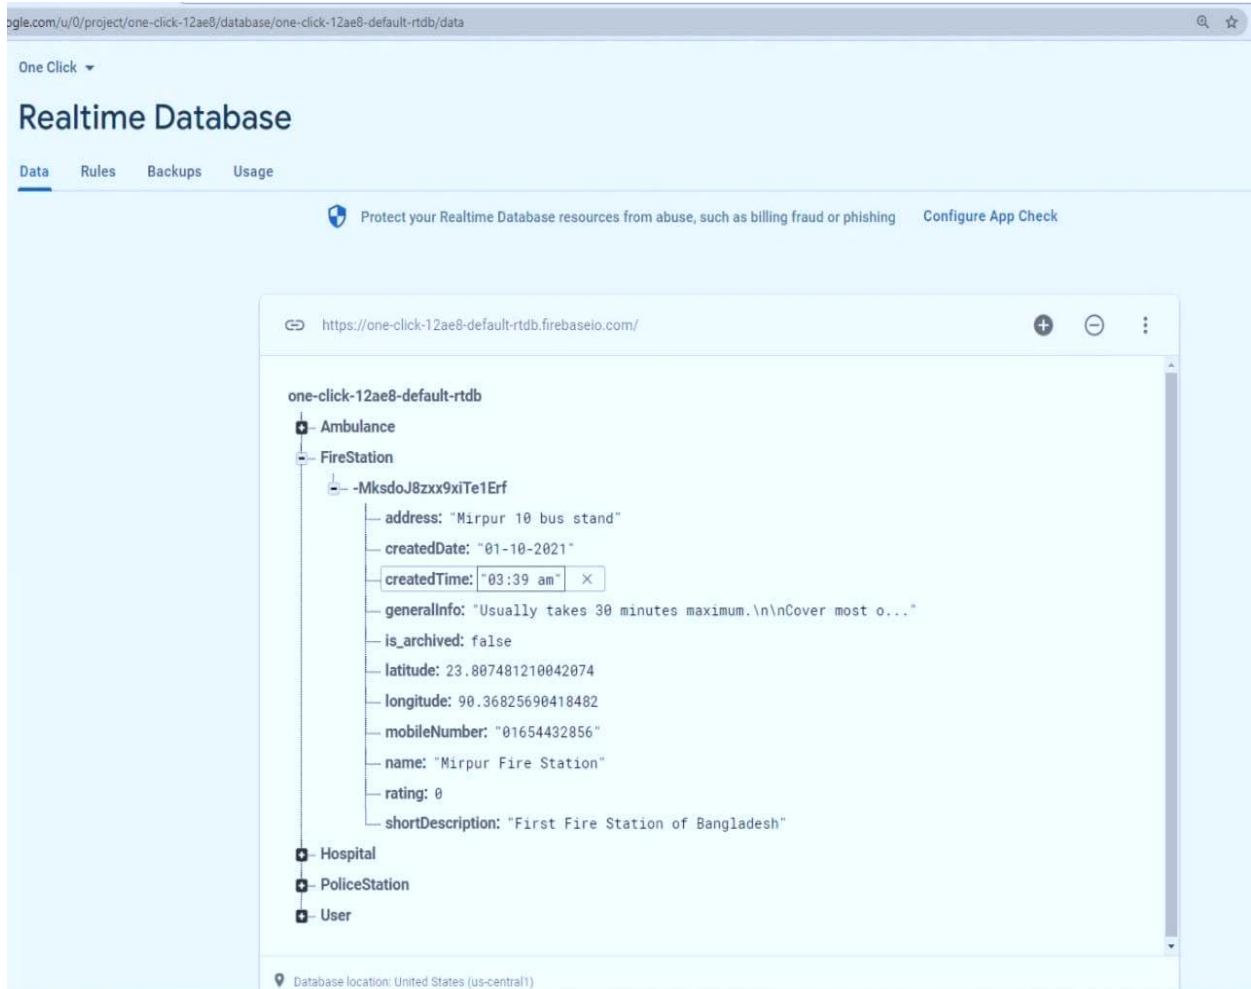 ogle.com/u/0/project/one-click-12ae8/database/one-click-12ae8-default-rtdb/data
One Click
Realtime Database
Data Rules Backups Usage
Protect your Realtime Database resources from abuse, such as billing fraud or phishing Configure App Check
https://one-click-12ae8-default-rtdb.firebaseio.com/
one-click-12ae8-default-rtdb
Ambulance
FireStation
-MksdoJ8zxx9xiTe1Erf
address: "Mirpur 10 bus stand"
createdDate: "01-10-2021"
createdTime: "03:39 am"
generalInfo: "Usually takes 30 minutes maximum.\n\nCover most o..."
is_archived: false
latitude: 23.807481210042074
longitude: 90.36825690418482
mobileNumber: "01654432856"
name: "Mirpur Fire Station"
rating: 0
shortDescription: "First Fire Station of Bangladesh"
Hospital
PoliceStation
User
Database location: United States (us-central1)